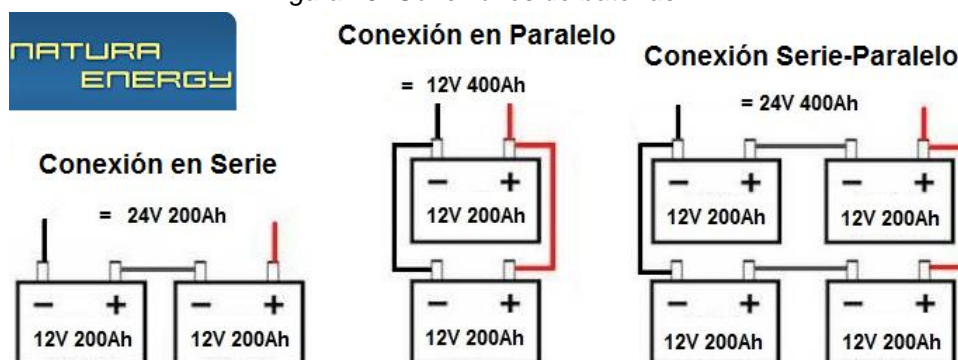 NATURA
ENERGY
Conexión en Serie
= 24V 200Ah
- + - +
12V 200Ah 12V 200Ah
Conexión en Paralelo
= 12V 400Ah
- +
12V 200Ah
- +
12V 200Ah
Conexión Serie-Paralelo
= 24V 400Ah
- + - +
12V 200Ah 12V 200Ah
- + - +
12V 200Ah 12V 200Ah